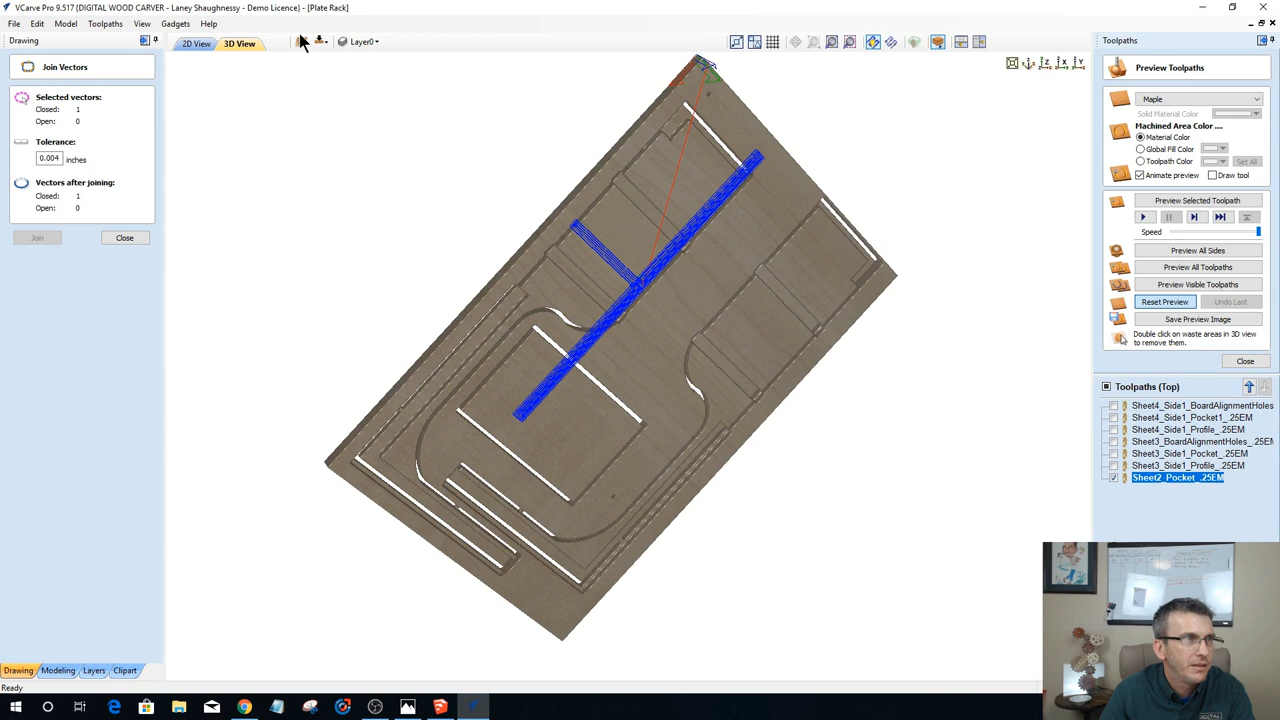 VCarve Pro 9.517 {DIGITAL WOOD CARVER - Laney Shaughnessy - Demo Licence} - [Plate Rack]
File Edit Model Toolpaths View Gadgets Help
Drawing
2D View 3D View Layer0
Toolpaths
Join Vectors
Selected vectors:
Closed: 1
Open: 0
Tolerance:
0.004 inches
Vectors after joining:
Closed: 1
Open: 0
Join Close
Preview Toolpaths
Maple
Solid Material Color
Machined Area Color ....
Material Color
Global Fill Color
Toolpath Color Set All
Animate preview Draw tool
Preview Selected Toolpath
Speed
Preview All Sides
Preview All Toolpaths
Preview Visible Toolpaths
Reset Preview Undo Last
Save Preview Image
Double click on waste areas in 3D view
to remove them.
Close
Toolpaths (Top)
Sheet4_Side1_BoardAlignmentHoles
Sheet4_Side1_Pocket1_.25EM
Sheet4_Side1_Profile_.25EM
Sheet3_BoardAlignmentHoles_.25EM
Sheet3_Side1_Pocket_.25EM
Sheet3_Side1_Profile_.25EM
Sheet2_Pocket_.25EM
Drawing Modeling Layers Clipart
Ready